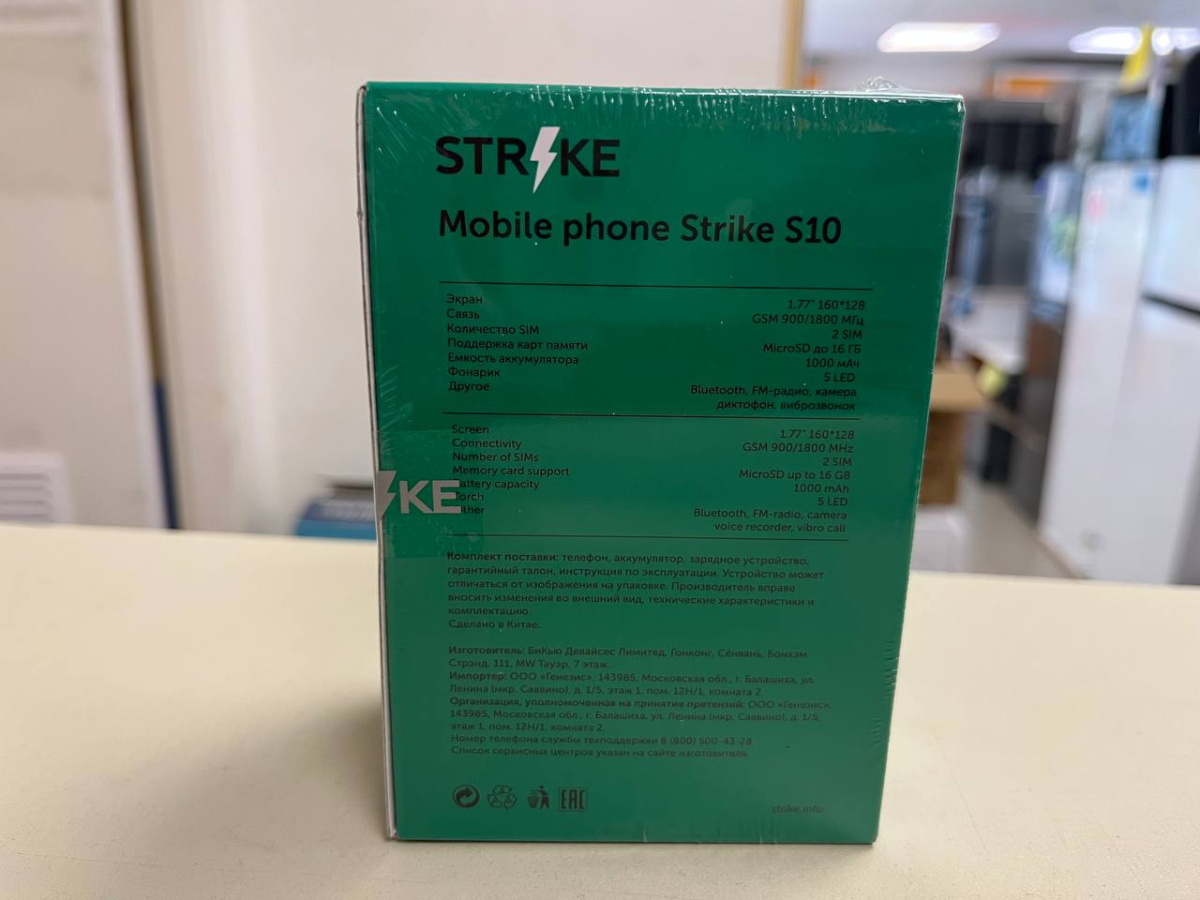 STRIKE
Mobile phone Strike S10
Экран 1.77" 160*128
Связь GSM 900/1800 МГц
Количество SIM 2 SIM
Поддержка карт памяти MicroSD до 16 ГБ
Емкость аккумулятора 1000 мАч
Фонарик 5 LED
Другое Bluetooth, FM-радио, камера
диктофон, виброзвонок
Screen 1.77" 160*128
Connectivity GSM 900/1800 MHz
Number of SIMs 2 SIM
Memory card support MicroSD up to 16 GB
attery capacity 1000 mAh
orch 5 LED
ther Bluetooth, FM-radio, camera
voice recorder, vibro call
KE
Комплект поставки: телефон, аккумулятор, зарядное устройство,
гарантийный талон, инструкция по эксплуатации. Устройство может
отличаться от изображения на упаковке. Производитель вправе
вносить изменения во внешний вид, технические характеристики и
комплектацию.
Сделано в Китае.
Изготовитель: БиКью Девайсес Лимитед, Гонконг, Сёнвань, Бонхэм
Стрэнд, 111, MW Тауэр, 7 этаж.
Импортер: ООО «Генезис», 143985, Московская обл., г. Балашиха, ул.
Ленина (мкр. Саввино), д. 1/5, этаж 1, пом. 12Н/1, комната 2.
Организация, уполномоченная на принятие претензий: ООО «Генезис»,
143985, Московская обл., г. Балашиха, ул. Ленина (мкр. Саввино), д. 1/5,
этаж 1, пом. 12Н/1, комната 2.
Номер телефона службы техподдержки 8 (800) 500-43-28
Список сервисных центров указан на сайте изготовителя.
EAC
strike.info